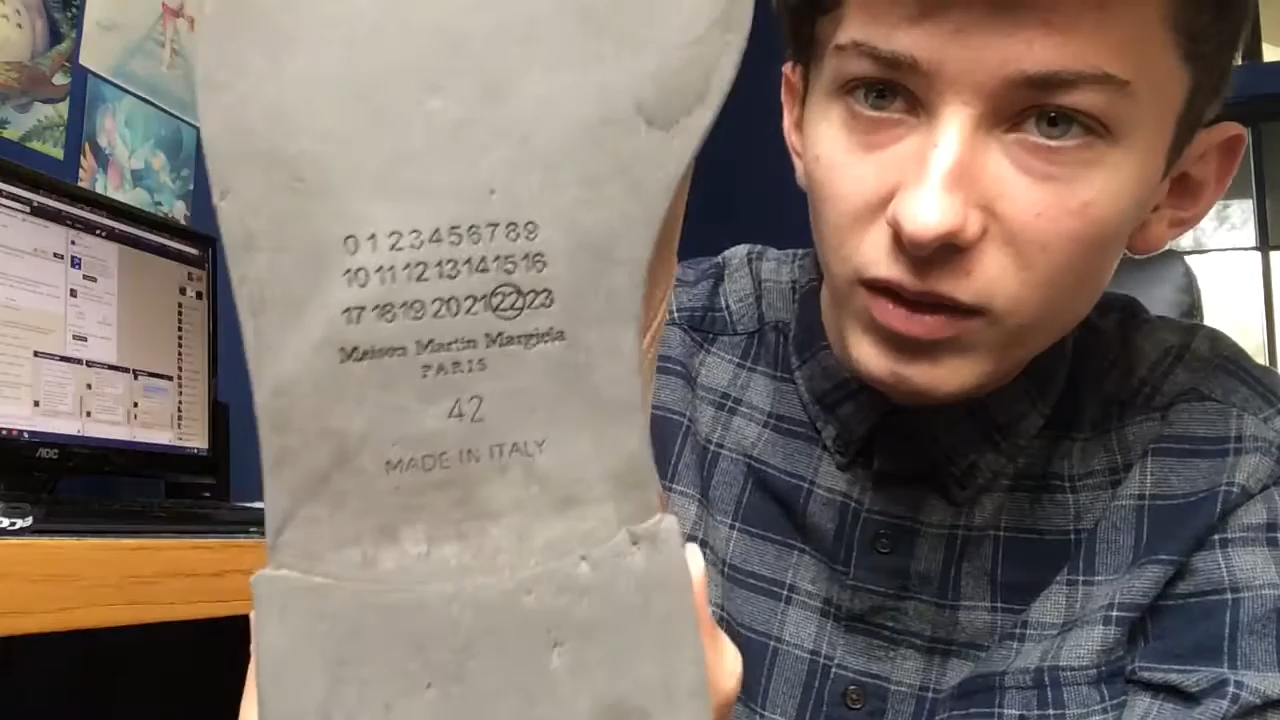 0 1 2 3 4 5 6 7 8 9
10 11 12 13 14 15 16
17 18 19 20 21 22 23
Maison Martin Margiela
PARIS
42
MADE IN ITALY
AOC